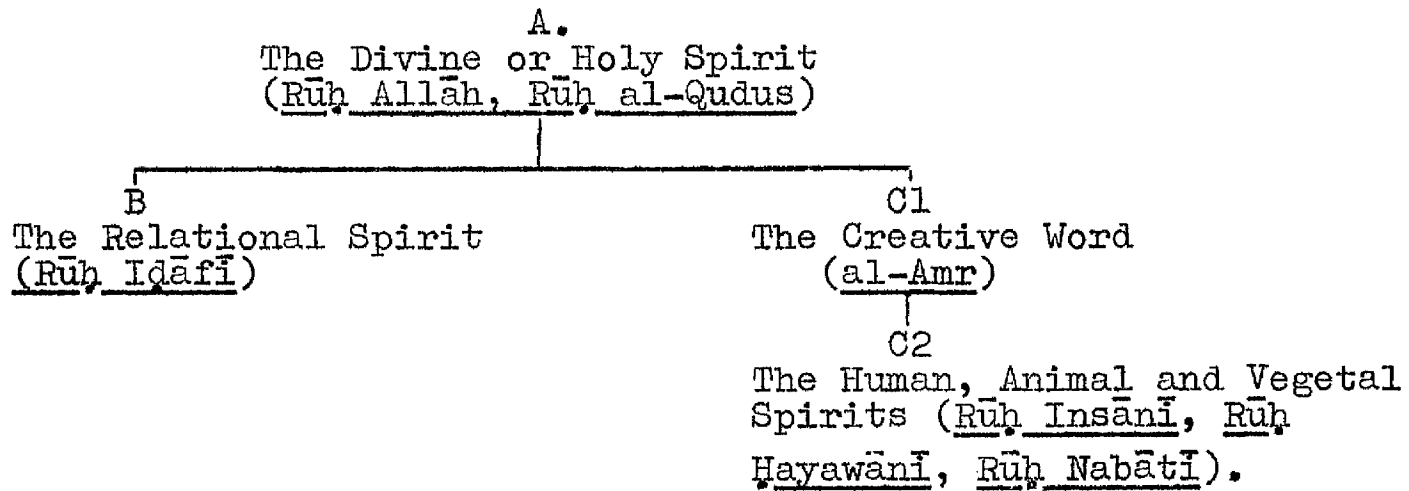 A.
The Divine or Holy Spirit
(Rūḥ Allāh, Rūḥ al-Qudus)
B
The Relational Spirit
(Rūḥ Iḍāfī)
C1
The Creative Word
(al-Amr)
C2
The Human, Animal and Vegetal
Spirits (Rūḥ Insānī, Rūḥ
Ḥayawānī, Rūḥ Nabātī).